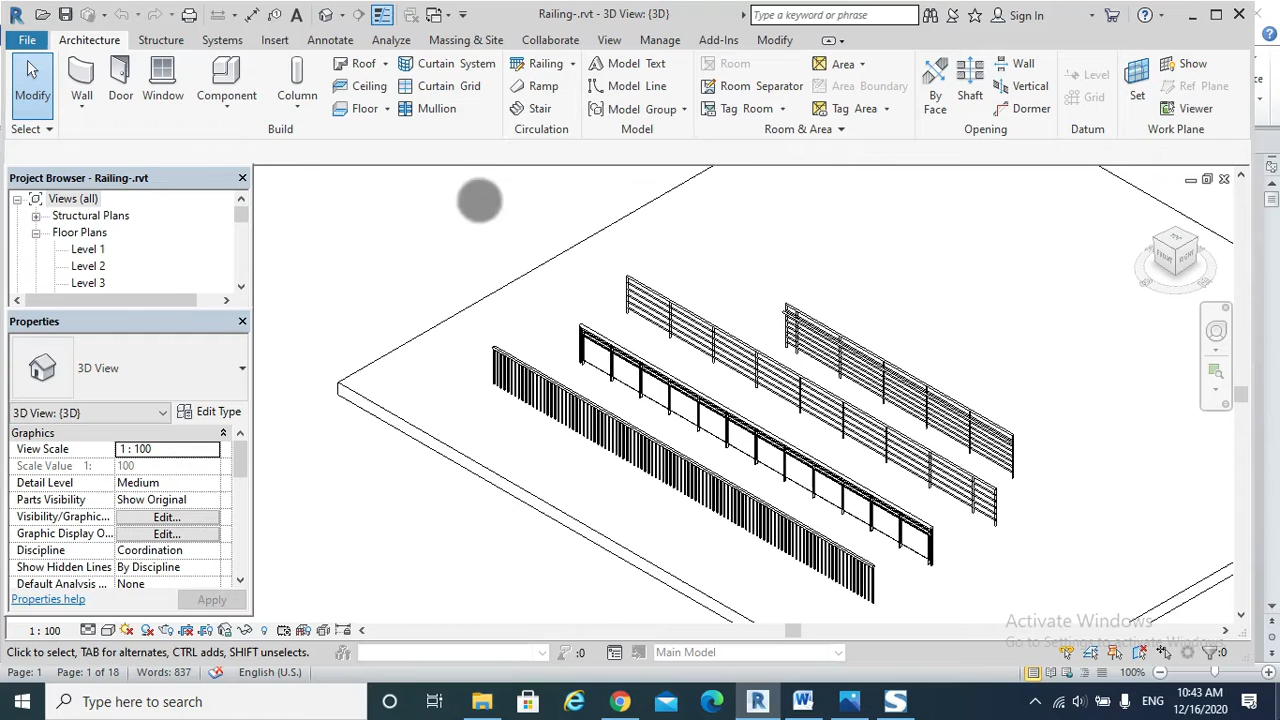 Railing-.rvt - 3D View: {3D}
Type a keyword or phrase
Sign In
File Architecture Structure Systems Insert Annotate Analyze Massing & Site Collaborate View Manage Add-Ins Modify
Modify
Wall
Door
Window
Component
Column
Roof
Ceiling
Floor
Curtain System
Curtain Grid
Mullion
Railing
Ramp
Stair
Model Text
Model Line
Model Group
Room
Room Separator
Tag Room
Area
Area Boundary
Tag Area
By Face
Shaft
Wall
Vertical
Dormer
Level
Grid
Set
Show
Ref Plane
Viewer
Select Build Circulation Model Room & Area Opening Datum Work Plane
Project Browser - Railing-.rvt
Views (all)
Structural Plans
Floor Plans
Level 1
Level 2
Level 3
Properties
3D View
3D View: {3D} Edit Type
Graphics
View Scale 1 : 100
Scale Value 1: 100
Detail Level Medium
Parts Visibility Show Original
Visibility/Graphic... Edit...
Graphic Display O... Edit...
Discipline Coordination
Show Hidden Lines By Discipline
Default Analysis ... None
Properties help Apply
FRONT RIGHT
Activate Windows
Go to Settings to activate Windows.
1 : 100
Click to select, TAB for alternates, CTRL adds, SHIFT unselects. :0 Main Model :0
Page: 1 Page: 1 of 18 Words: 837 English (U.S.) 100%
Type here to search
ENG
10:43 AM
12/16/2020